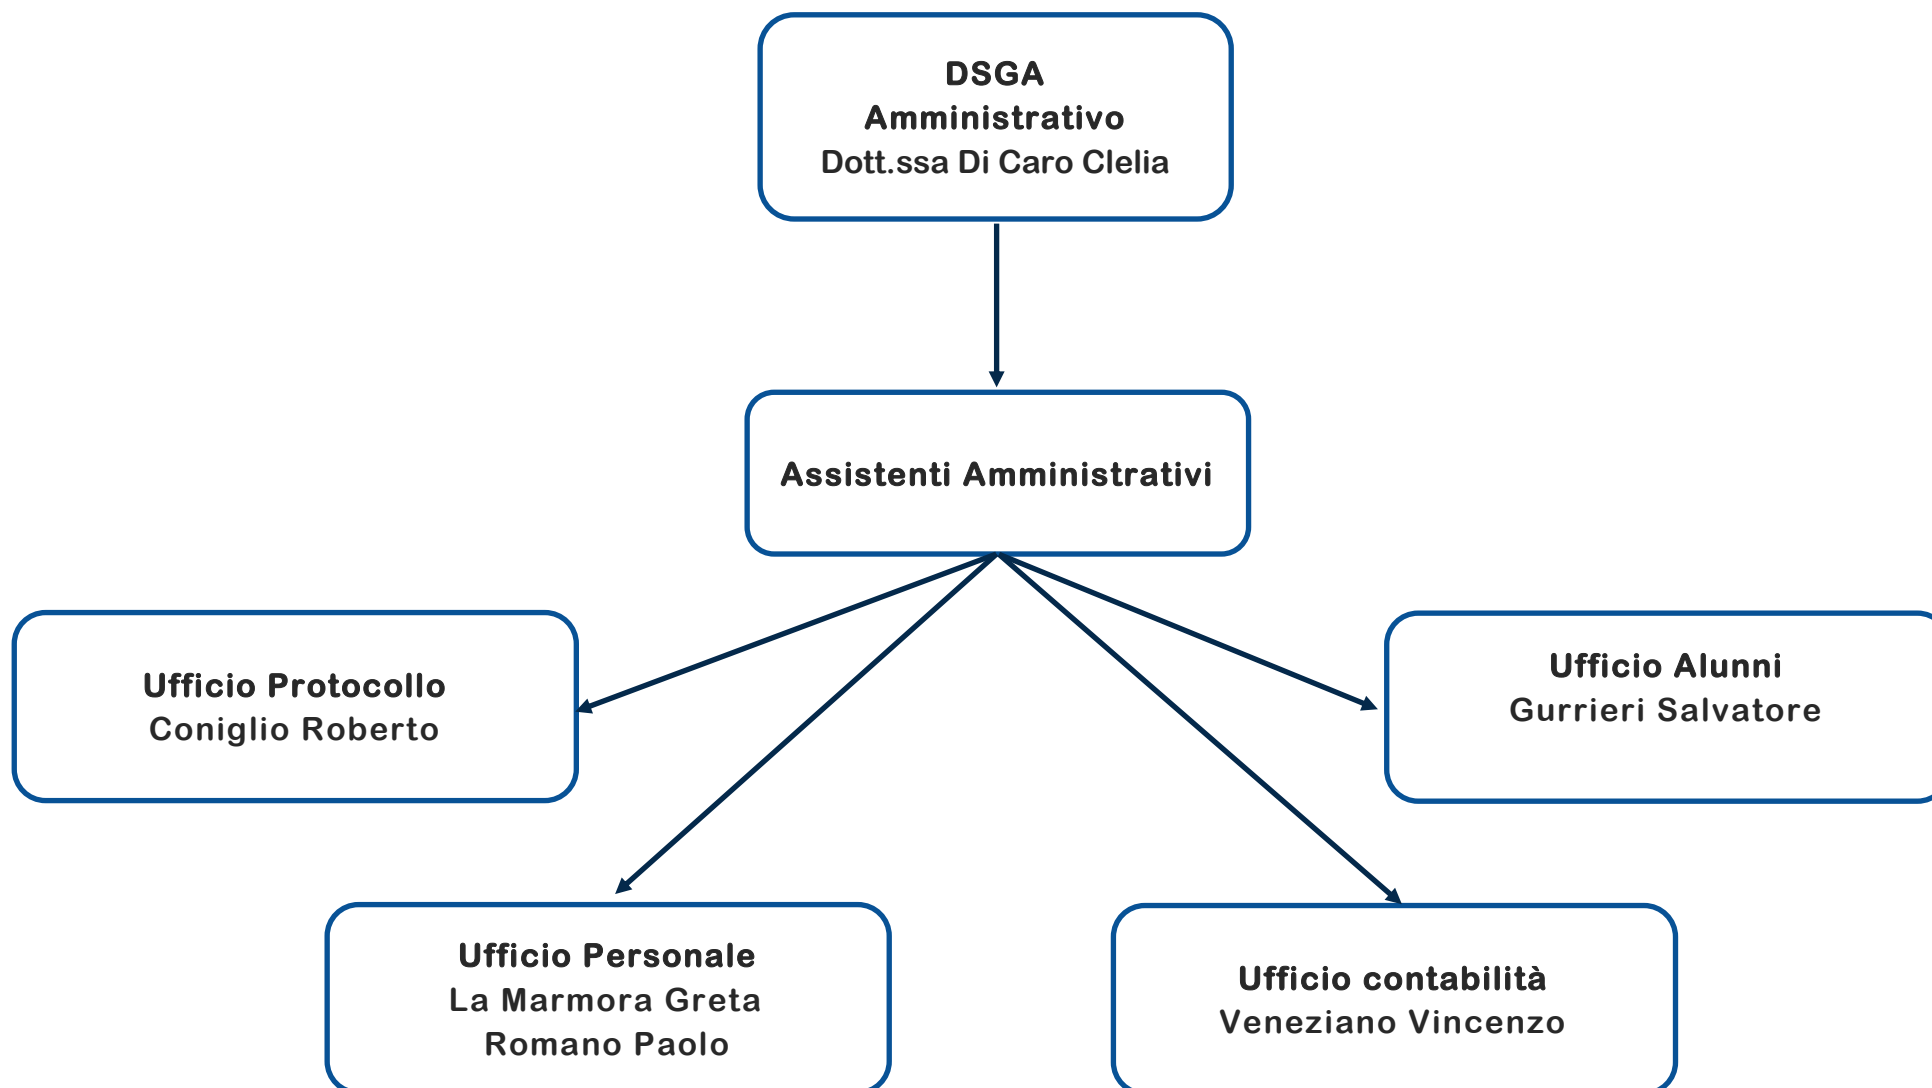 DSGA
Amministrativo
Dott.ssa Di Caro Clelia
Assistenti Amministrativi
Ufficio Protocollo
Coniglio Roberto
Ufficio Alunni
Gurrieri Salvatore
Ufficio Personale
La Marmora Greta
Romano Paolo
Ufficio contabilità
Veneziano Vincenzo